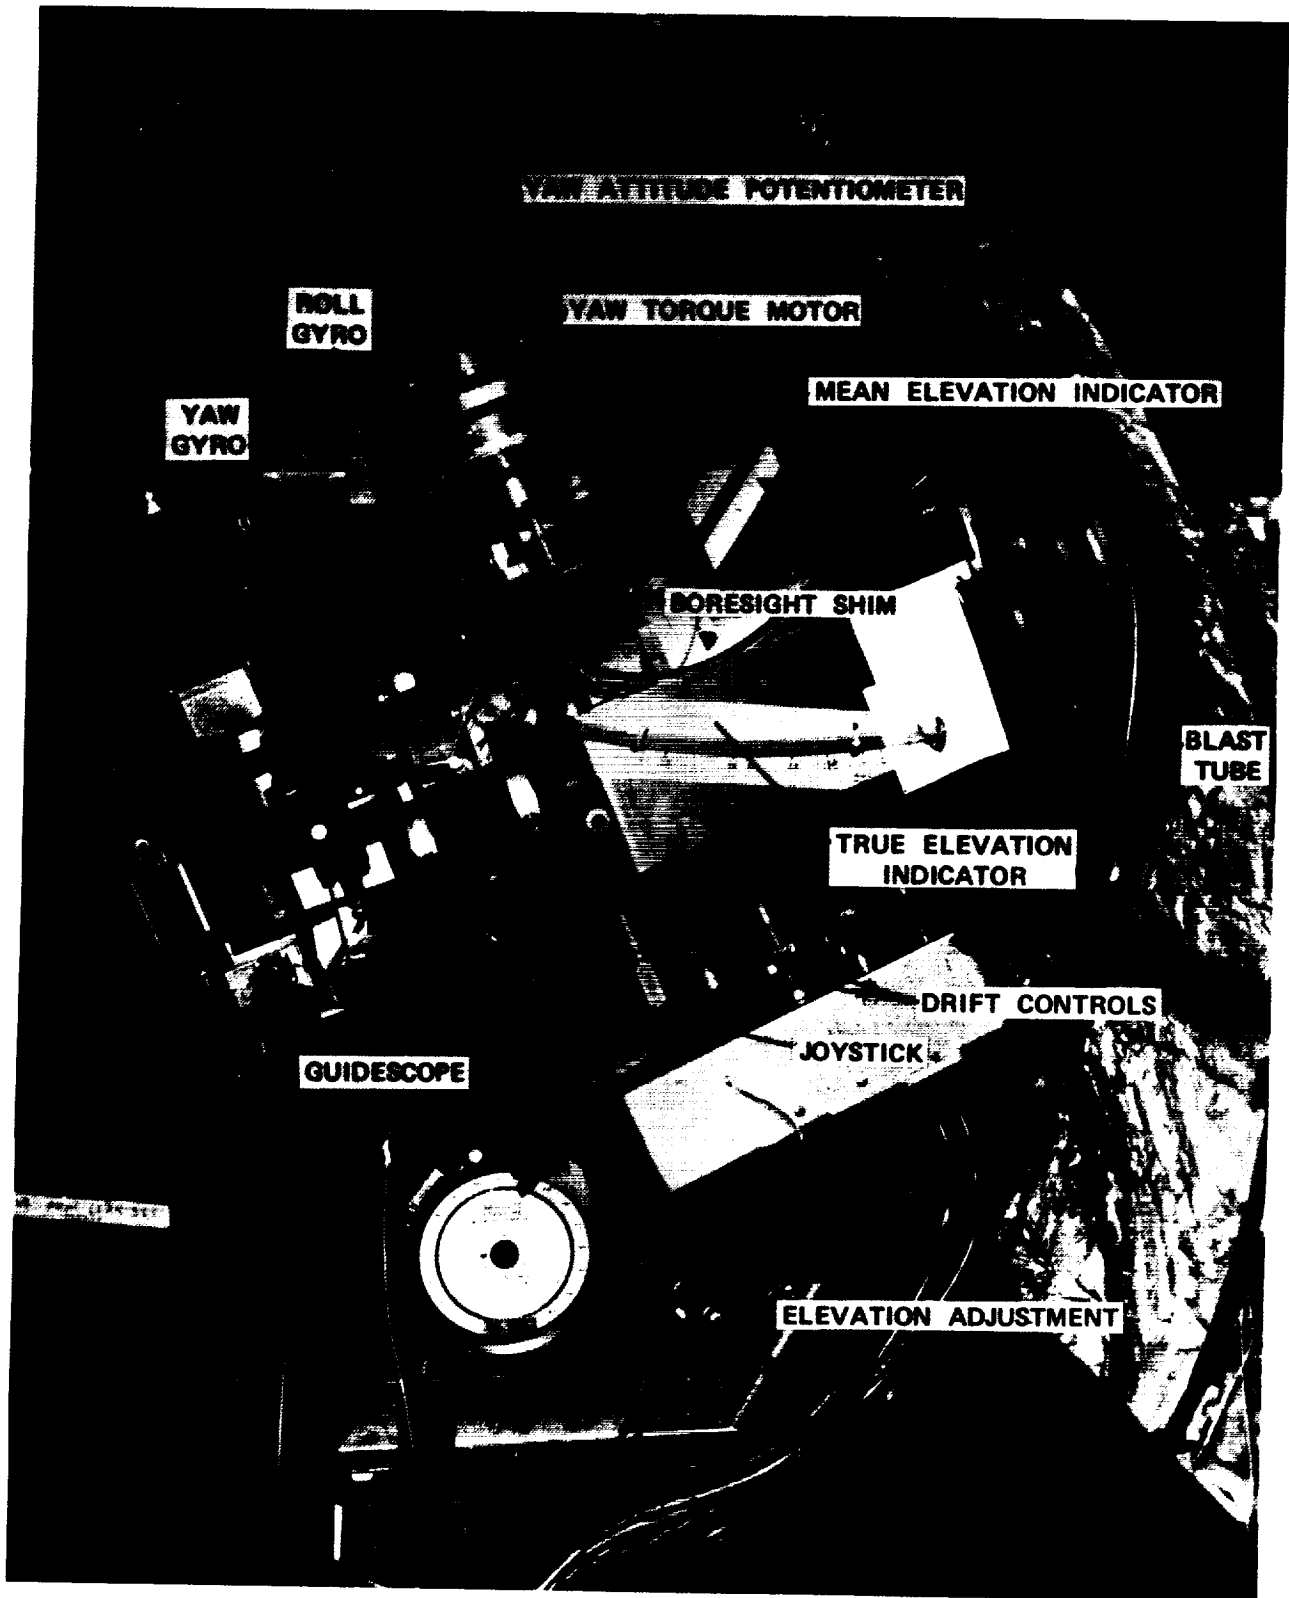 YAW ATTITUDE POTENTIOMETER
ROLL
GYRO
YAW TORQUE MOTOR
MEAN ELEVATION INDICATOR
YAW
GYRO
BORESIGHT SHIM
BLAST
TUBE
TRUE ELEVATION
INDICATOR
DRIFT CONTROLS
JOYSTICK
GUIDESCOPE
ELEVATION ADJUSTMENT